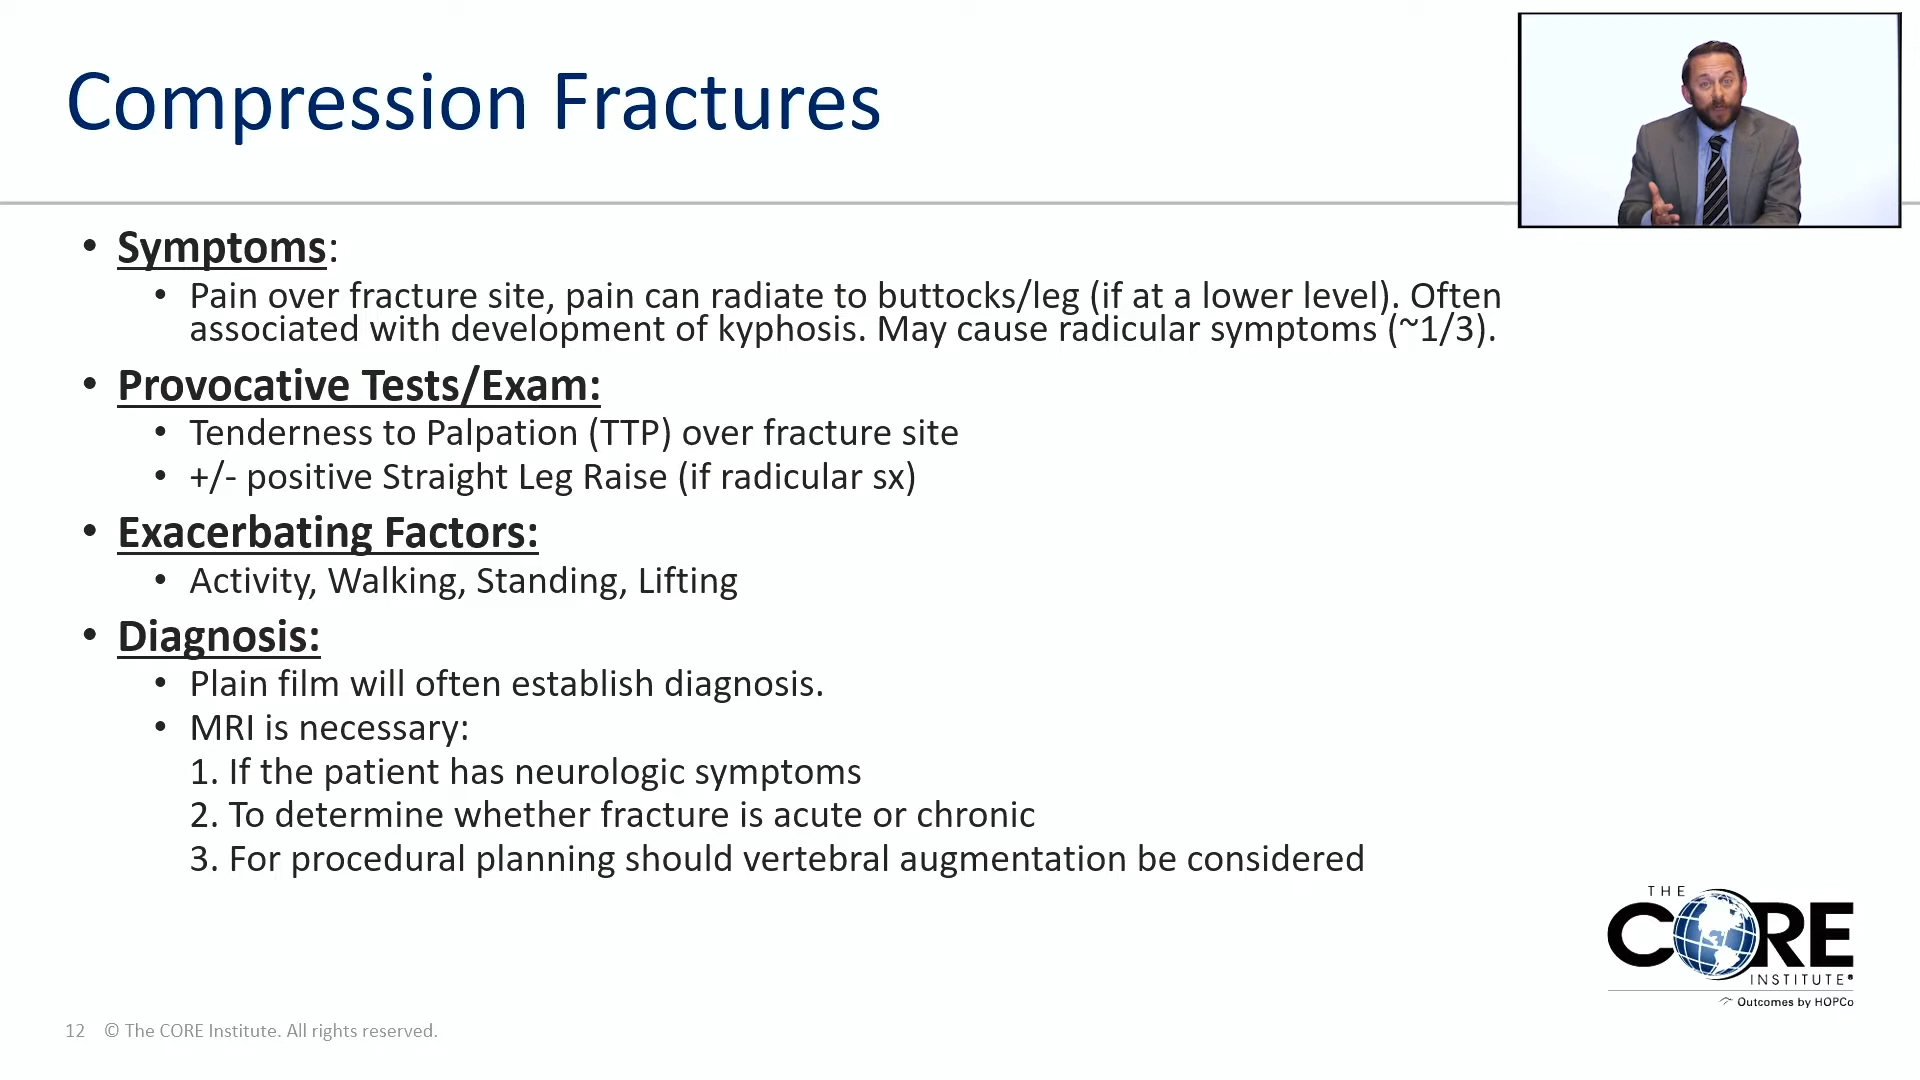 Compression Fractures
• Symptoms:
• Pain over fracture site, pain can radiate to buttocks/leg (if at a lower level). Often
associated with development of kyphosis. May cause radicular symptoms (~1/3).
• Provocative Tests/Exam:
• Tenderness to Palpation (TTP) over fracture site
• +/- positive Straight Leg Raise (if radicular sx)
• Exacerbating Factors:
• Activity, Walking, Standing, Lifting
• Diagnosis:
• Plain film will often establish diagnosis.
• MRI is necessary:
1. If the patient has neurologic symptoms
2. To determine whether fracture is acute or chronic
3. For procedural planning should vertebral augmentation be considered
THE
CORE
INSTITUTE®
Outcomes by HOPCo
12 © The CORE Institute. All rights reserved.